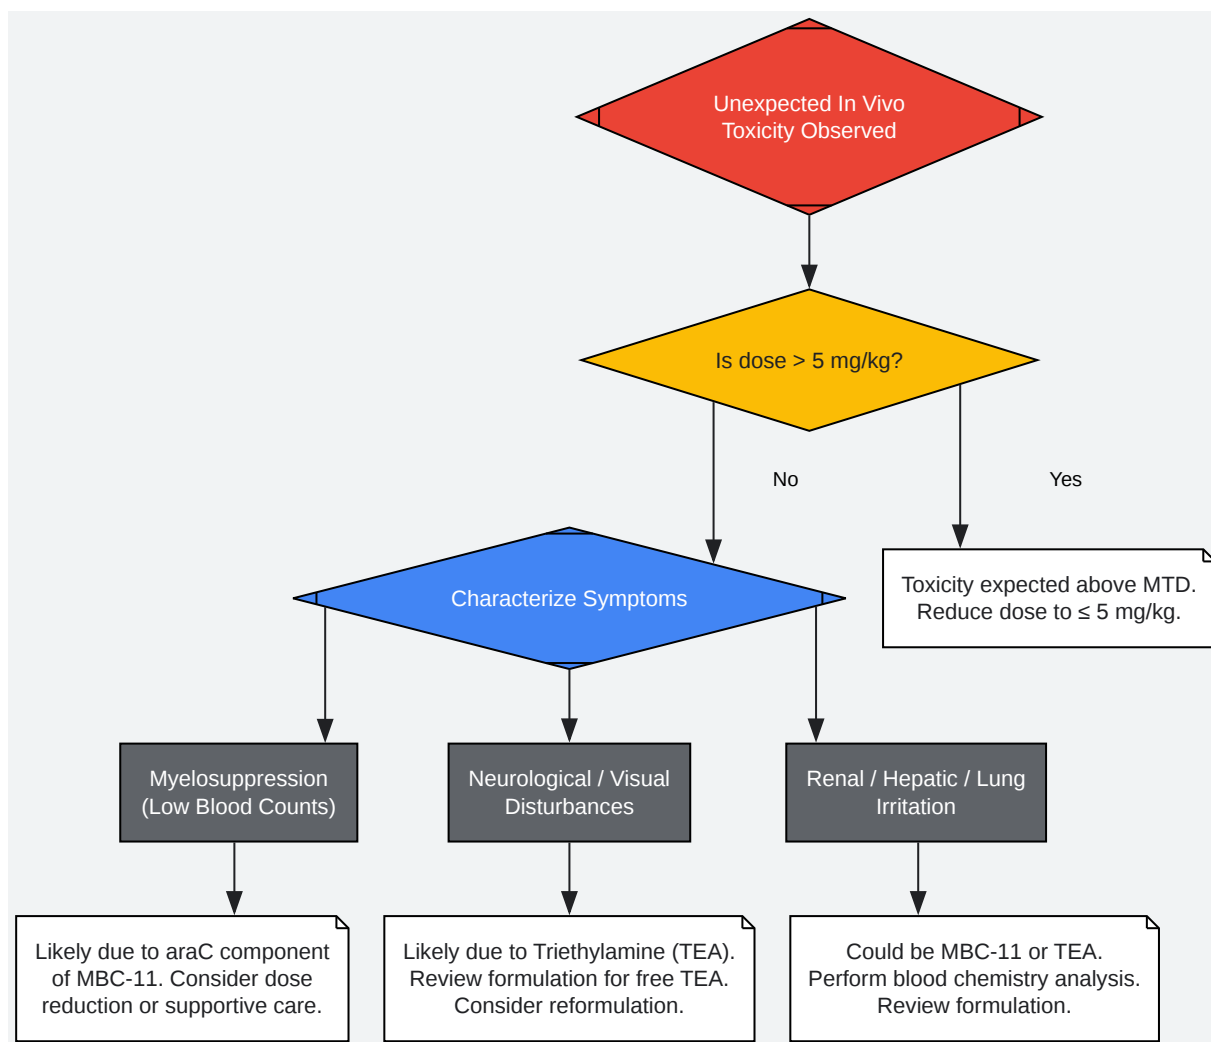 Unexpected In Vivo
Toxicity Observed
Is dose > 5 mg/kg?
No
Yes
Toxicity expected above MTD.
Reduce dose to ≤ 5 mg/kg.
Characterize Symptoms
Myelosuppression
(Low Blood Counts)
Neurological / Visual
Disturbances
Renal / Hepatic / Lung
Irritation
Likely due to araC component
of MBC-11. Consider dose
reduction or supportive care.
Likely due to Triethylamine (TEA).
Review formulation for free TEA.
Consider reformulation.
Could be MBC-11 or TEA.
Perform blood chemistry analysis.
Review formulation.